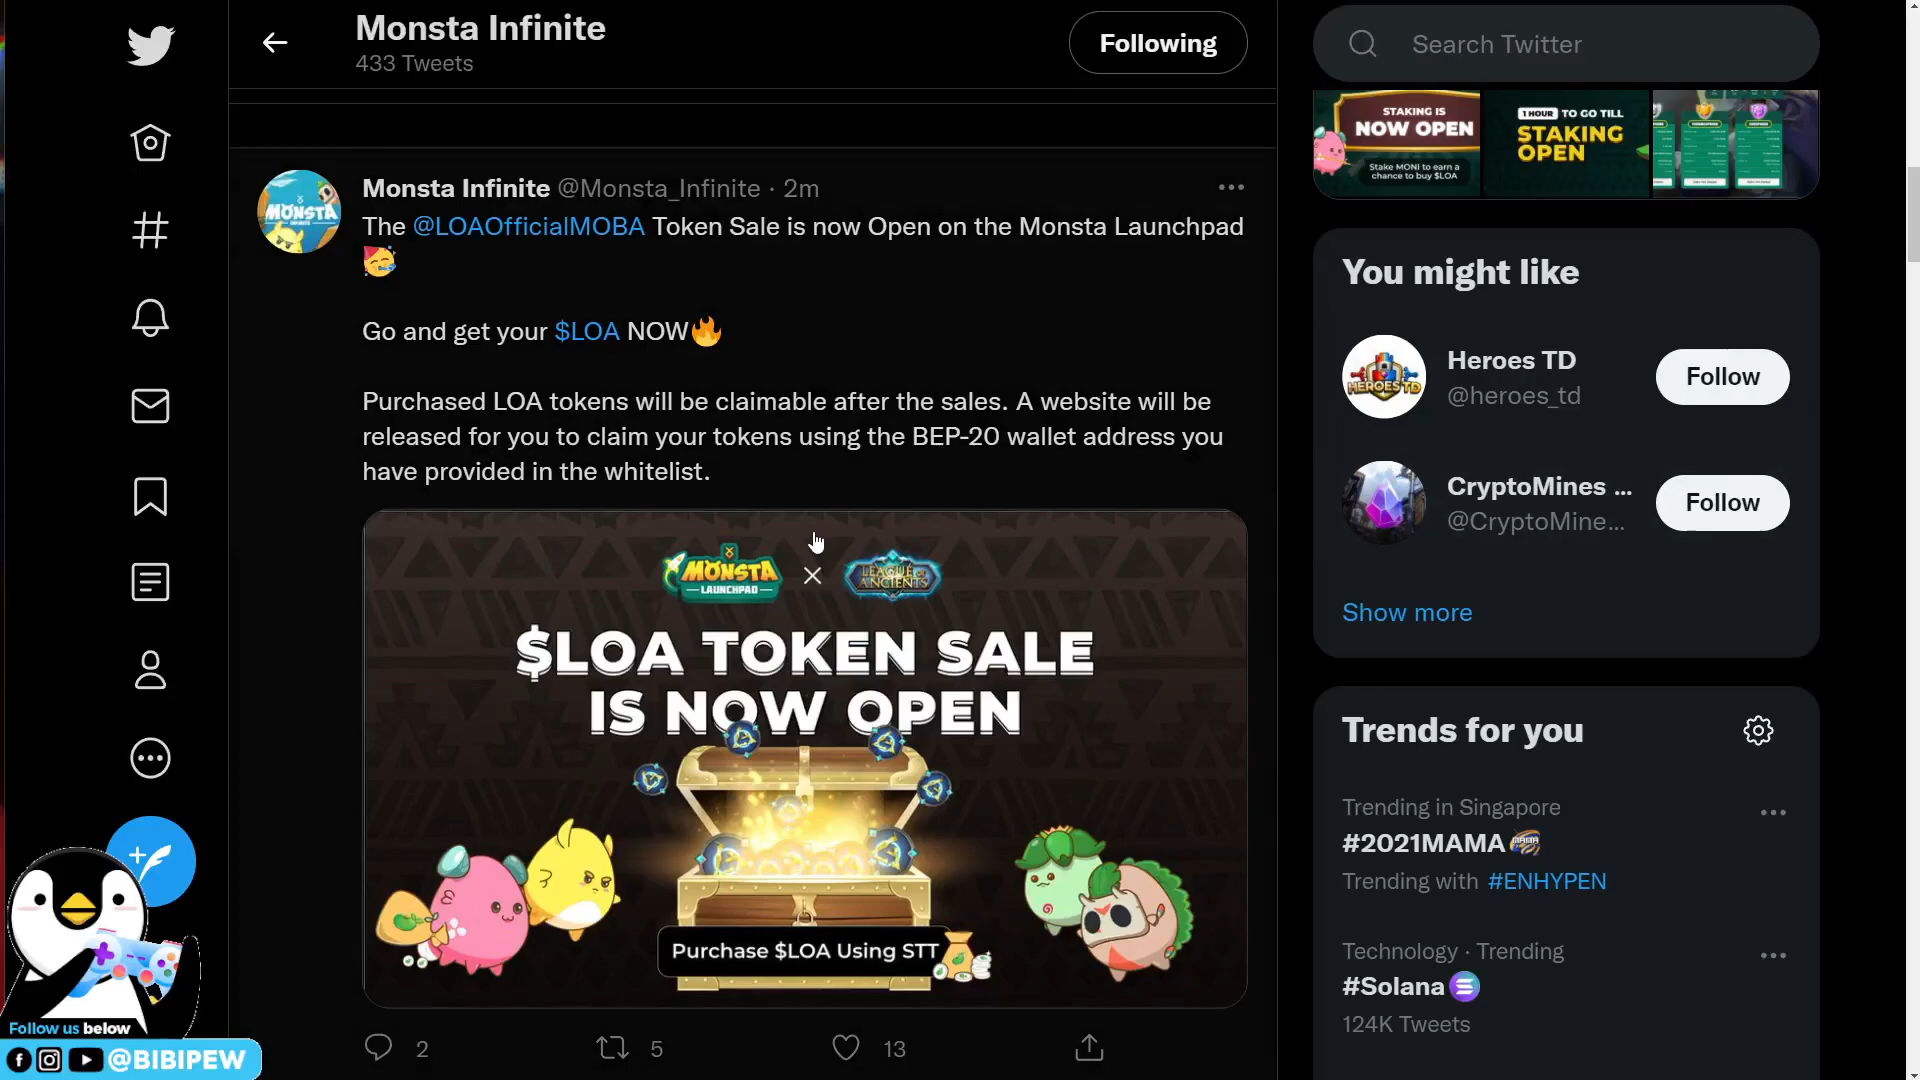 Monsta Infinite
433 Tweets
Following
Search Twitter
STAKING IS
NOW OPEN
Stake MONI to earn a
chance to buy $LOA
1 HOUR TO GO TILL
STAKING
OPEN
Monsta Infinite @Monsta_Infinite · 2m
The @LOAOfficialMOBA Token Sale is now Open on the Monsta Launchpad
Go and get your $LOA NOW
Purchased LOA tokens will be claimable after the sales. A website will be
released for you to claim your tokens using the BEP-20 wallet address you
have provided in the whitelist.
MONSTA
MONSTA
LAUNCHPAD
LEAGUE OF
ANCIENTS
$LOA TOKEN SALE
IS NOW OPEN
Purchase $LOA Using STT
2
5
13
You might like
Heroes TD
@heroes_td
Follow
HEROES TD
CryptoMines ...
@CryptoMine...
Follow
Show more
Trends for you
Trending in Singapore
#2021MAMA
Trending with #ENHYPEN
Technology · Trending
#Solana
124K Tweets
Follow us below
@BIBIPEW